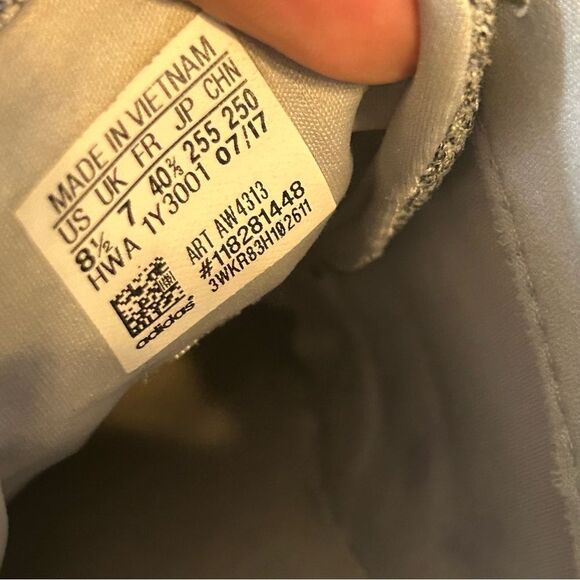 MADE IN VIETNAM
US UK FR JP CHN
8½ 7 40⅔ 255 250
HWA 1Y3001 07/17
ART AW4313
#118281448
3WKR83H102611
adidas®